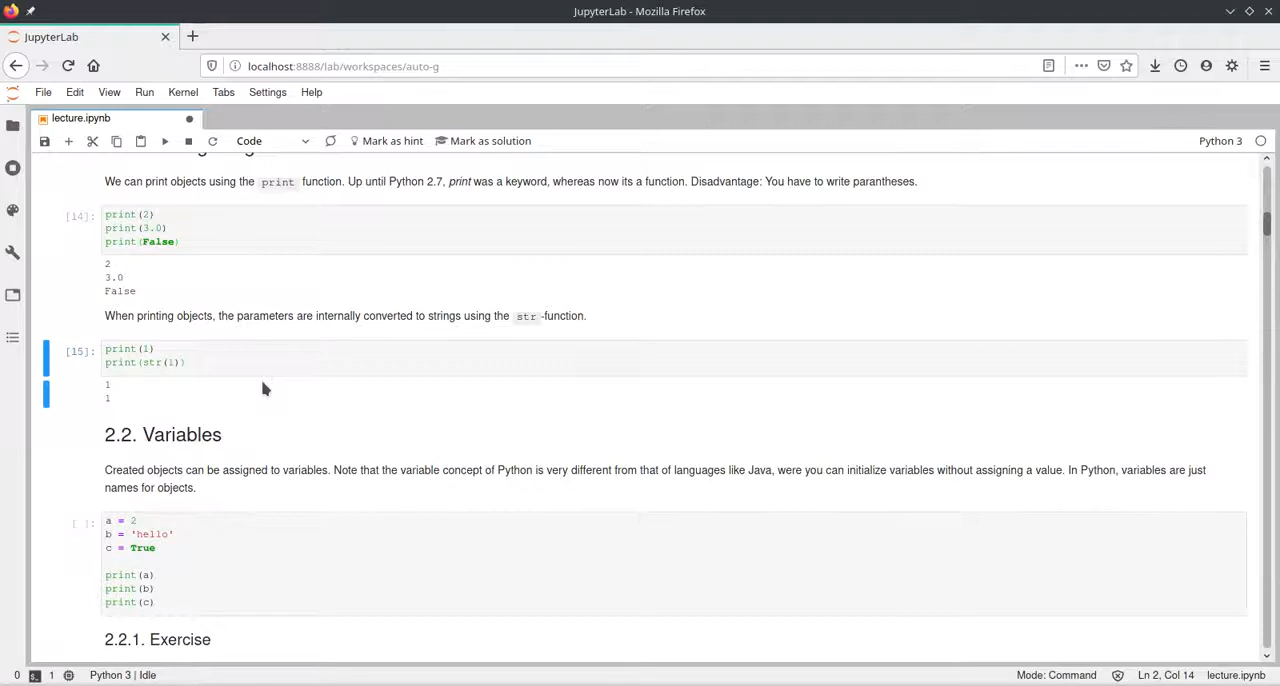 JupyterLab - Mozilla Firefox
JupyterLab
localhost:8888/lab/workspaces/auto-g
File Edit View Run Kernel Tabs Settings Help
lecture.ipynb
Code Mark as hint Mark as solution Python 3
We can print objects using the print function. Up until Python 2.7, print was a keyword, whereas now its a function. Disadvantage: You have to write parantheses.
[14]: print(2)
print(3.0)
print(False)
2
3.0
False
When printing objects, the parameters are internally converted to strings using the str -function.
[15]: print(1)
print(str(1))
1
1
2.2. Variables
Created objects can be assigned to variables. Note that the variable concept of Python is very different from that of languages like Java, were you can initialize variables without assigning a value. In Python, variables are just
names for objects.
[ ]: a = 2
b = 'hello'
c = True
print(a)
print(b)
print(c)
2.2.1. Exercise
0 1 Python 3 | Idle Mode: Command Ln 2, Col 14 lecture.ipynb